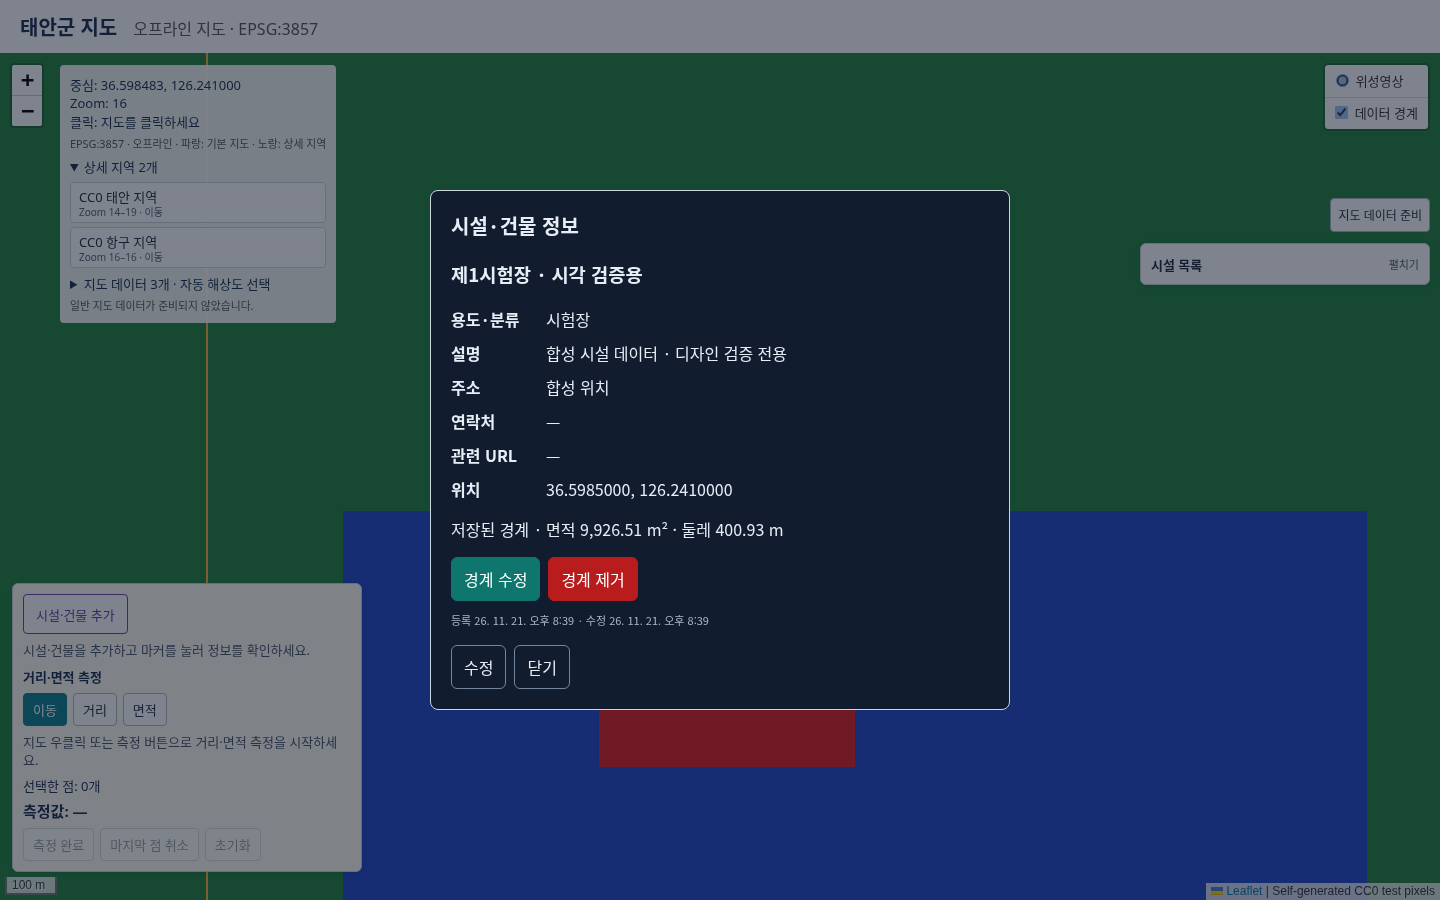 태안군 지도 오프라인 지도 · EPSG:3857
+
−
중심: 36.598483, 126.241000
Zoom: 16
클릭: 지도를 클릭하세요
EPSG:3857 · 오프라인 · 파랑: 기본 지도 · 노랑: 상세 지역
▼ 상세 지역 2개
CC0 태안 지역
Zoom 14–19 · 이동
CC0 항구 지역
Zoom 16–16 · 이동
▶ 지도 데이터 3개 · 자동 해상도 선택
일반 지도 데이터가 준비되지 않았습니다.
위성영상
데이터 경계
지도 데이터 준비
시설 목록 펼치기
시설·건물 정보
제1시험장 · 시각 검증용
용도·분류 시험장
설명 합성 시설 데이터 · 디자인 검증 전용
주소 합성 위치
연락처 —
관련 URL —
위치 36.5985000, 126.2410000
저장된 경계 · 면적 9,926.51 m² · 둘레 400.93 m
경계 수정 경계 제거
등록 26. 11. 21. 오후 8:39 · 수정 26. 11. 21. 오후 8:39
수정 닫기
시설·건물 추가
시설·건물을 추가하고 마커를 눌러 정보를 확인하세요.
거리·면적 측정
이동 거리 면적
지도 우클릭 또는 측정 버튼으로 거리·면적 측정을 시작하세
요.
선택한 점: 0개
측정값: —
측정 완료 마지막 점 취소 초기화
100 m
Leaflet | Self-generated CC0 test pixels